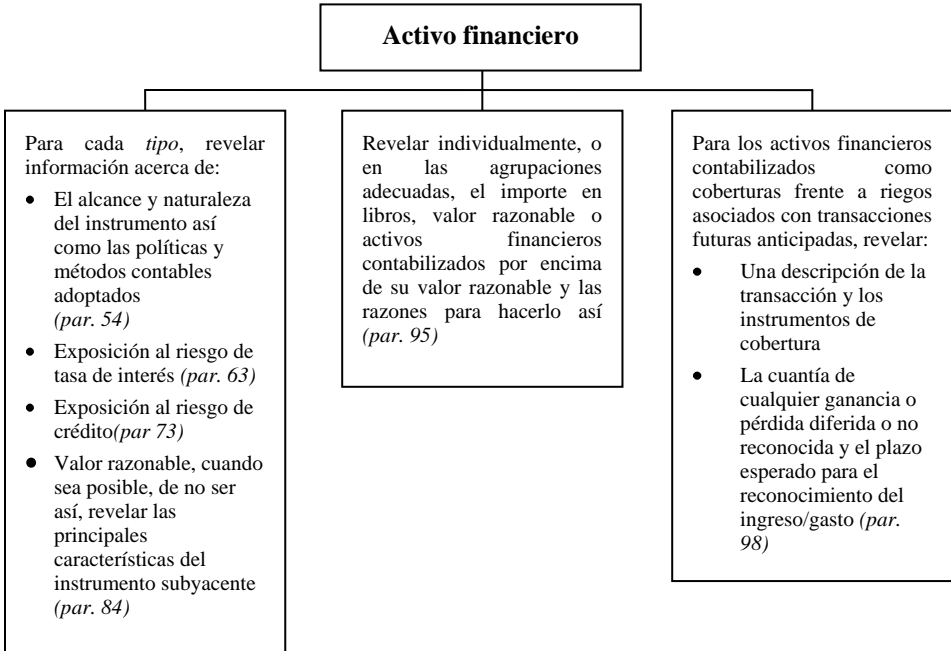 Activo financiero
Para cada tipo, revelar
información acerca de:
• El alcance y naturaleza
del instrumento así
como las políticas y
métodos contables
adoptados
(par. 54)
• Exposición al riesgo de
tasa de interés (par. 63)
• Exposición al riesgo de
crédito(par 73)
• Valor razonable, cuando
sea posible, de no ser
así, revelar las
principales
características del
instrumento subyacente
(par. 84)
Revelar individualmente, o
en las agrupaciones
adecuadas, el importe en
libros, valor razonable o
activos financieros
contabilizados por encima
de su valor razonable y las
razones para hacerlo así
(par. 95)
Para los activos financieros
contabilizados como
coberturas frente a riegos
asociados con transacciones
futuras anticipadas, revelar:
• Una descripción de la
transacción y los
instrumentos de
cobertura
• La cuantía de
cualquier ganancia o
pérdida diferida o no
reconocida y el plazo
esperado para el
reconocimiento del
ingreso/gasto (par.
98)